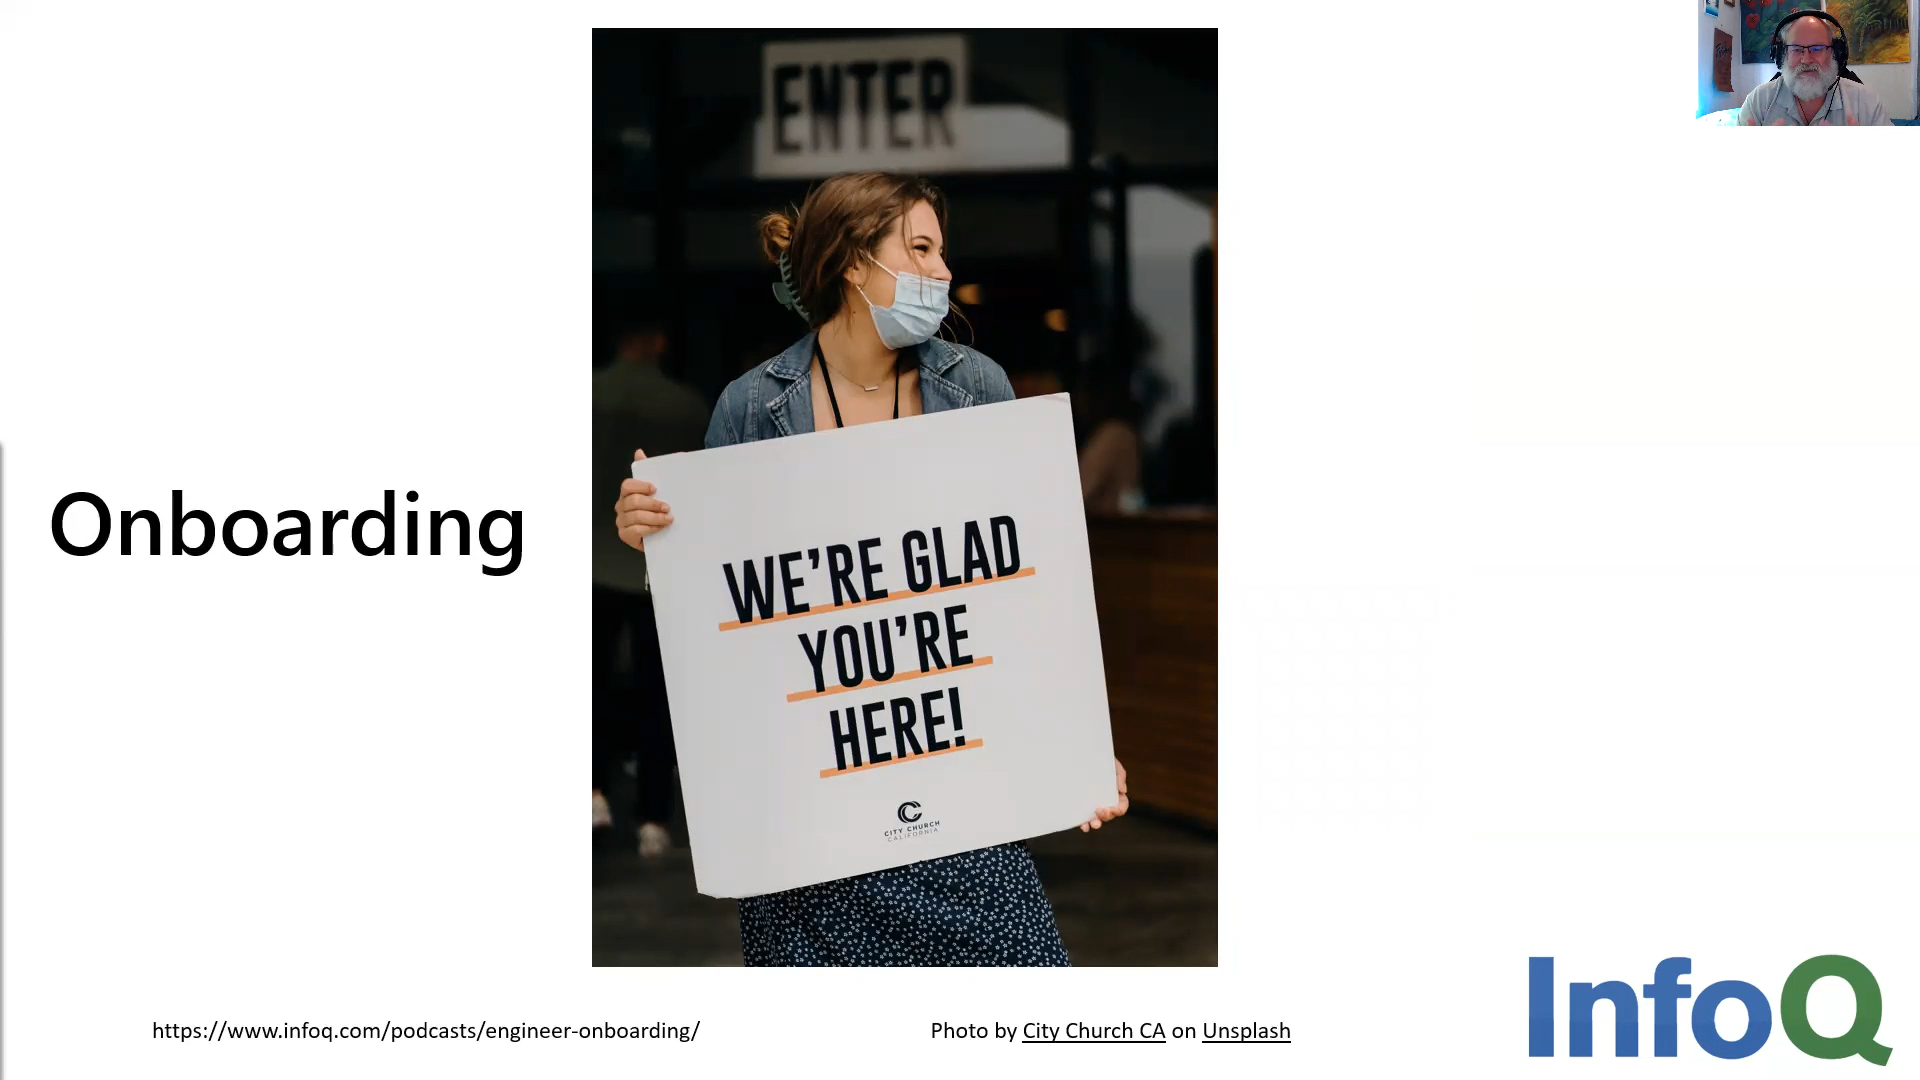 ENTER
Onboarding
WE'RE GLAD
YOU'RE
HERE!
CITY CHURCH
CALIFORNIA
https://www.infoq.com/podcasts/engineer-onboarding/
Photo by City Church CA on Unsplash
InfoQ